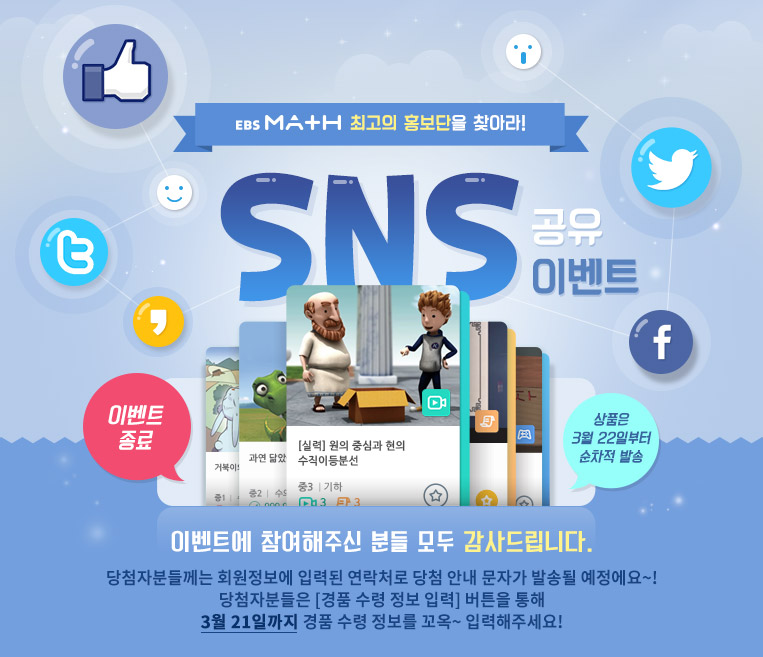 EBS MATH 최고의 홍보단을 찾아라!
SNS
공유
이벤트
이벤트
종료
상품은
3월 22일부터
순차적 발송
거북이
중1
과연 닮았
중2
[실력] 원의 중심과 현의
수직이등분선
중3 | 기하
3 3
이벤트에 참여해주신 분들 모두 감사드립니다.
당첨자분들께는 회원정보에 입력된 연락처로 당첨 안내 문자가 발송될 예정에요~!
당첨자분들은 [경품 수령 정보 입력] 버튼을 통해
3월 21일까지 경품 수령 정보를 꼬옥~ 입력해주세요!